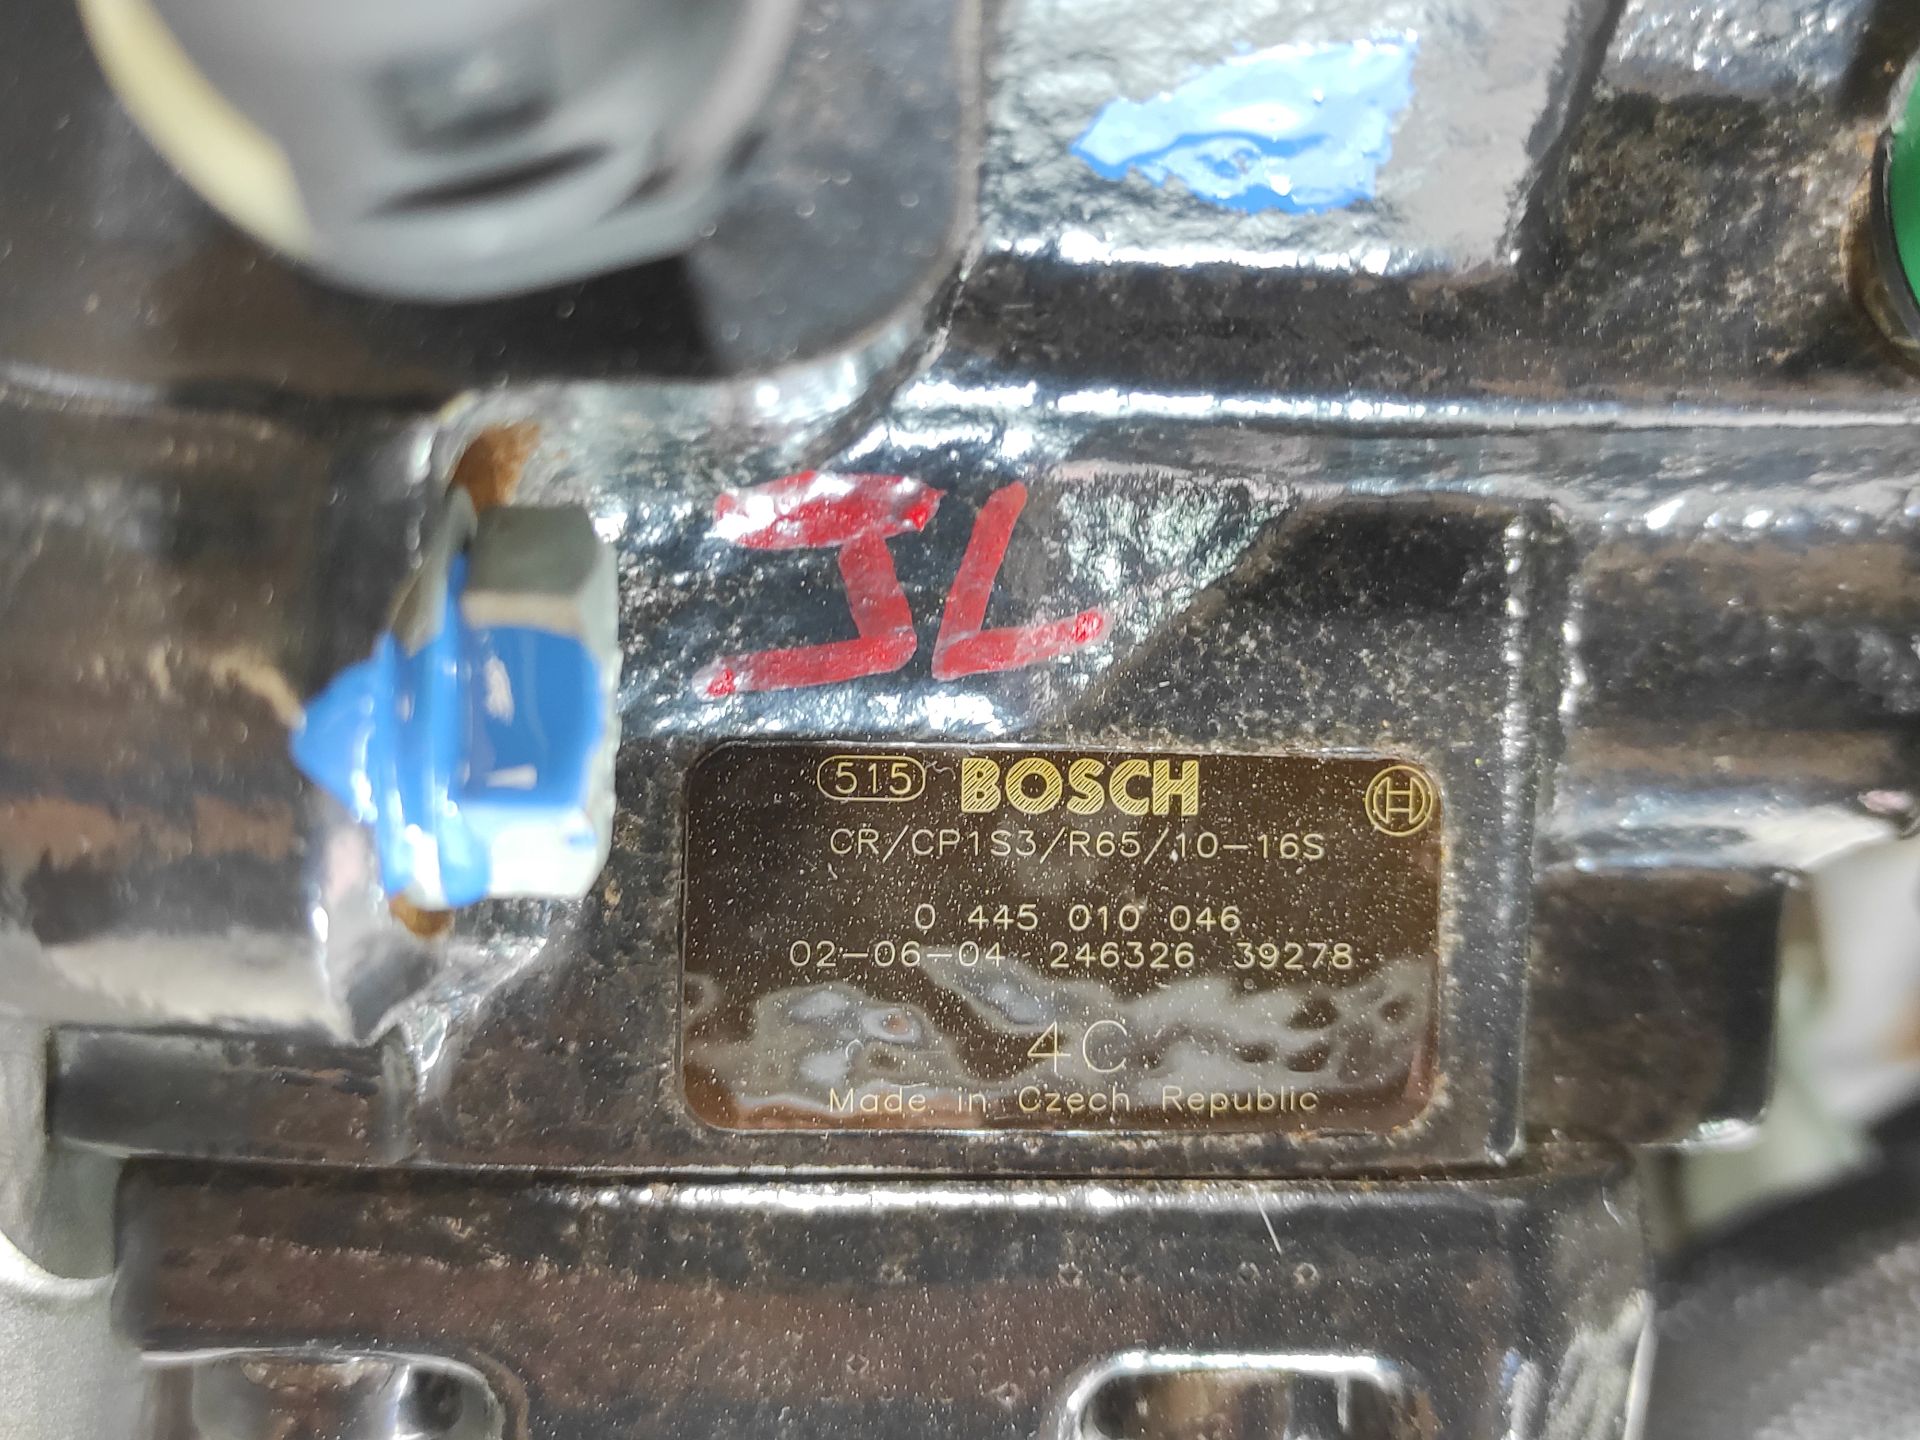 IL
515 BOSCH
CR/CP1S3/R65/10-16S
0 445 010 046
02-06-04 246326 39278
4C
Made in Czech Republic